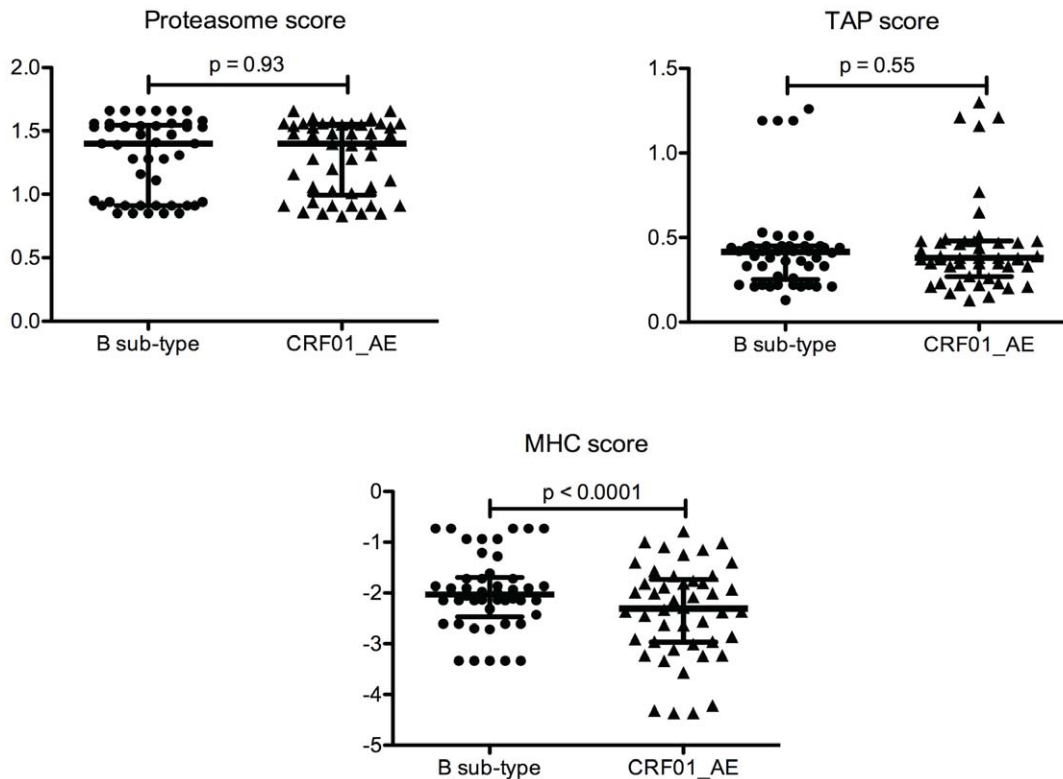 Proteasome score
p = 0.93
2.0
1.5
1.0
0.5
0.0
B sub-type
CRF01_AE
TAP score
p = 0.55
1.5
1.0
0.5
0.0
B sub-type
CRF01_AE
MHC score
p < 0.0001
0
-1
-2
-3
-4
-5
B sub-type
CRF01_AE